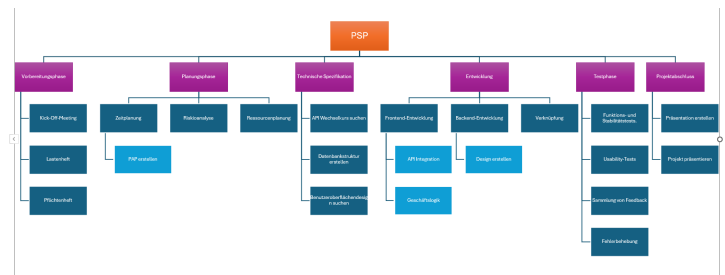 PSP
Vorbereitungsphase
Planungsphase
Technische Specifikation
Entwicklung
Testphase
Projektabschluss
Kick-Off-Meeting
Zeitplanung
Risikoanalyse
Ressourcenplanung
API Wechselkurs suchen
Frontend-Entwicklung
Backend-Entwicklung
Verknüpfung
Funktions- und
Stabilitätstests.
Präsentation erstellen
Lastenheft
PAP erstellen
Datenbankstruktur
erstellen
API Integration
Design erstellen
Usability-Tests
Projekt präsentieren
Pflichtenheft
Benutzeroberflächendesig
n suchen
Geschäftslogik
Sammlung von Feedback
Fehlerbehebung